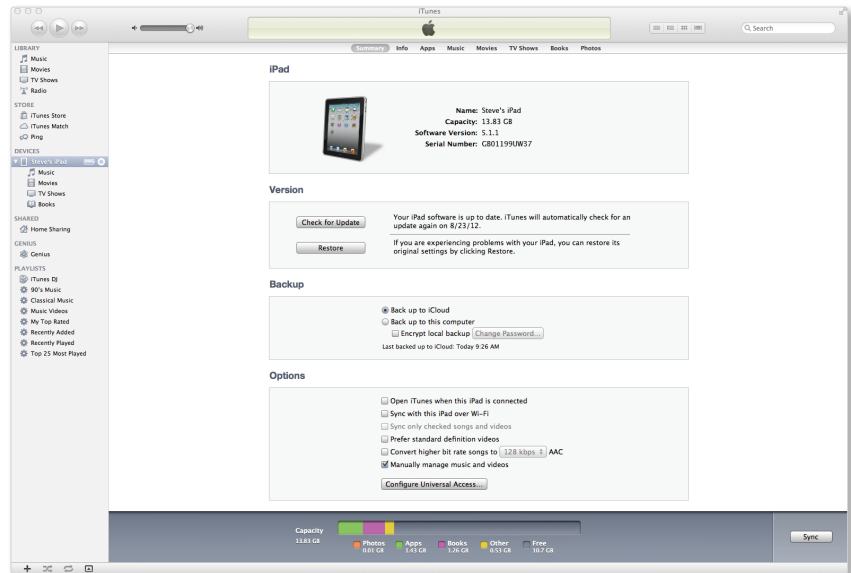 iTunes
Search
LIBRARY
Music
Movies
TV Shows
Radio
STORE
iTunes Store
iTunes Match
Ping
DEVICES
Steve's iPad
Music
Movies
TV Shows
Books
SHARED
Home Sharing
GENIUS
Genius
PLAYLISTS
iTunes DJ
90's Music
Classical Music
Music Videos
My Top Rated
Recently Added
Recently Played
Top 25 Most Played
Summary Info Apps Music Movies TV Shows Books Photos
iPad
Name: Steve's iPad
Capacity: 13.83 GB
Software Version: 5.1.1
Serial Number: GB01199UW37
Version
Check for Update
Your iPad software is up to date. iTunes will automatically check for an
update again on 8/23/12.
Restore
If you are experiencing problems with your iPad, you can restore its
original settings by clicking Restore.
Backup
Back up to iCloud
Back up to this computer
Encrypt local backup Change Password...
Last backed up to iCloud: Today 9:26 AM
Options
Open iTunes when this iPad is connected
Sync with this iPad over Wi-Fi
Sync only checked songs and videos
Prefer standard definition videos
Convert higher bit rate songs to 128 kbps AAC
Manually manage music and videos
Configure Universal Access...
Capacity
13.83 GB
Photos Apps Books Other Free
0.01 GB 1.43 GB 1.26 GB 0.53 GB 10.7 GB
Sync